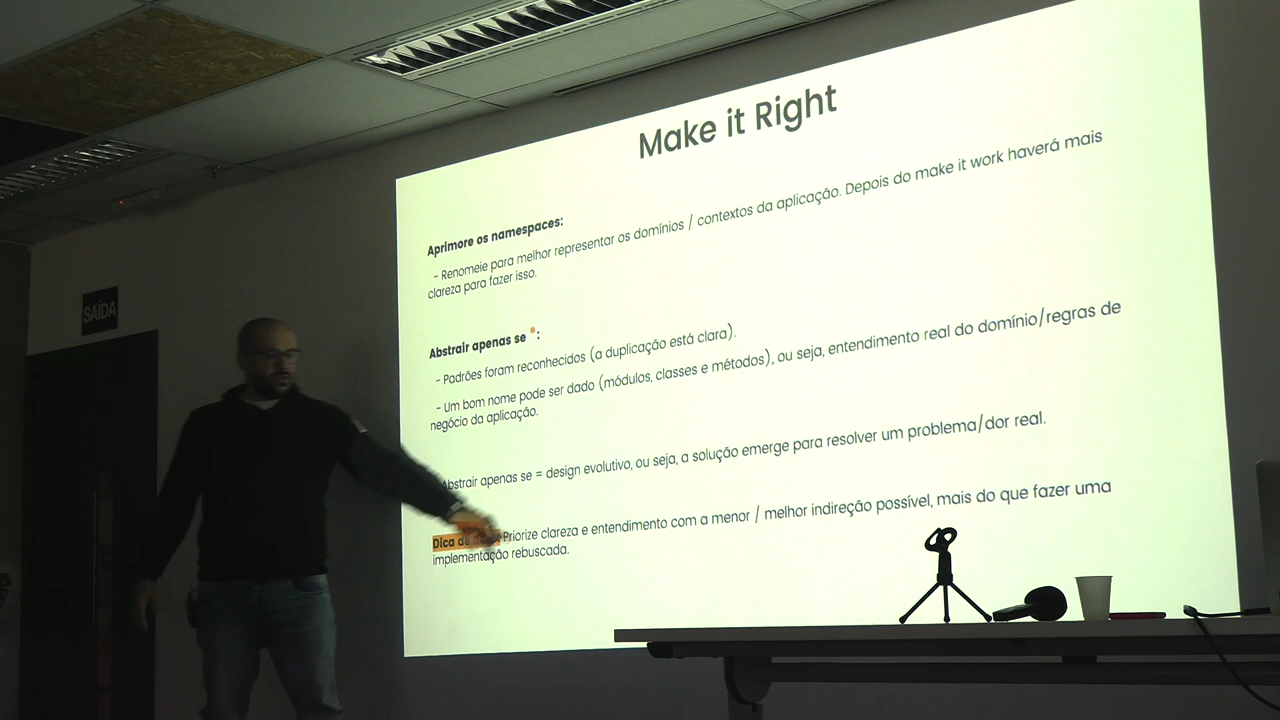 Make it Right
Aprimore os namespaces:
- Renomeie para melhor representar os domínios / contextos da aplicação. Depois do make it work haverá mais
clareza para fazer isso.
SAÍDA
Abstrair apenas se *:
- Padrões foram reconhecidos (a duplicação está clara).
- Um bom nome pode ser dado (módulos, classes e métodos), ou seja, entendimento real do domínio/regras de
negócio da aplicação.
Abstrair apenas se = design evolutivo, ou seja, a solução emerge para resolver um problema/dor real.
Dica Priorize clareza e entendimento com a menor / melhor indireção possível, mais do que fazer uma
implementação rebuscada.